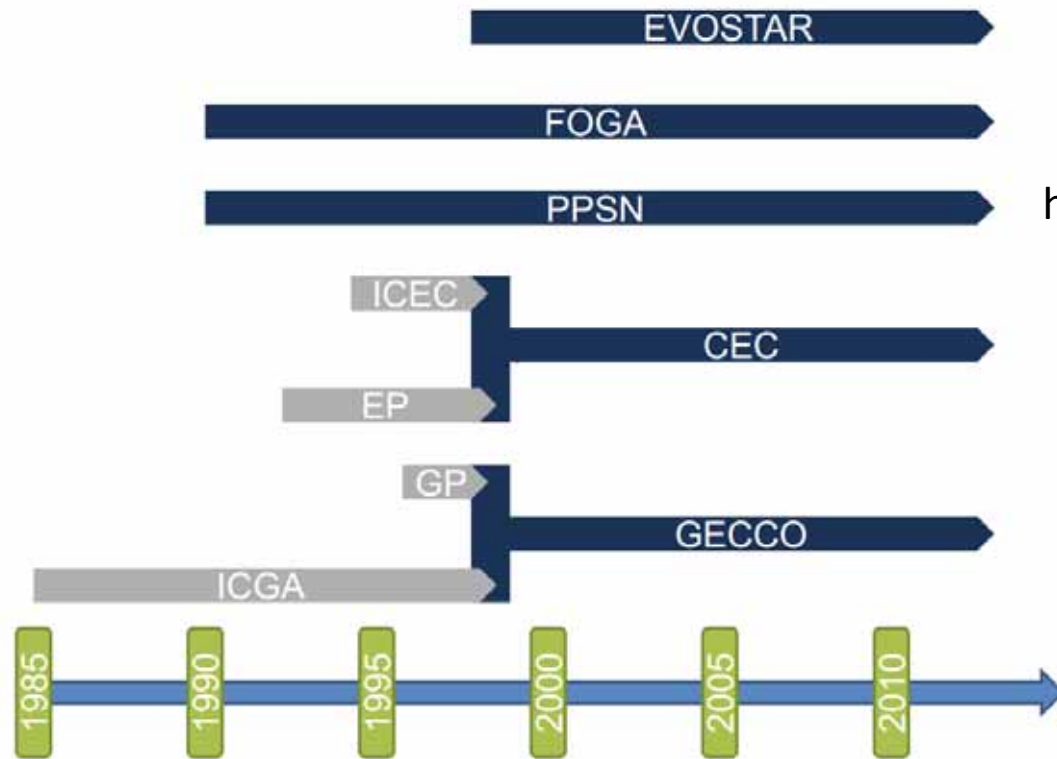 EVOSTAR
FOGA
PPSN
h
ICEC
CEC
EP
GP
GECCO
ICGA
1985
1990
1995
2000
2005
2010